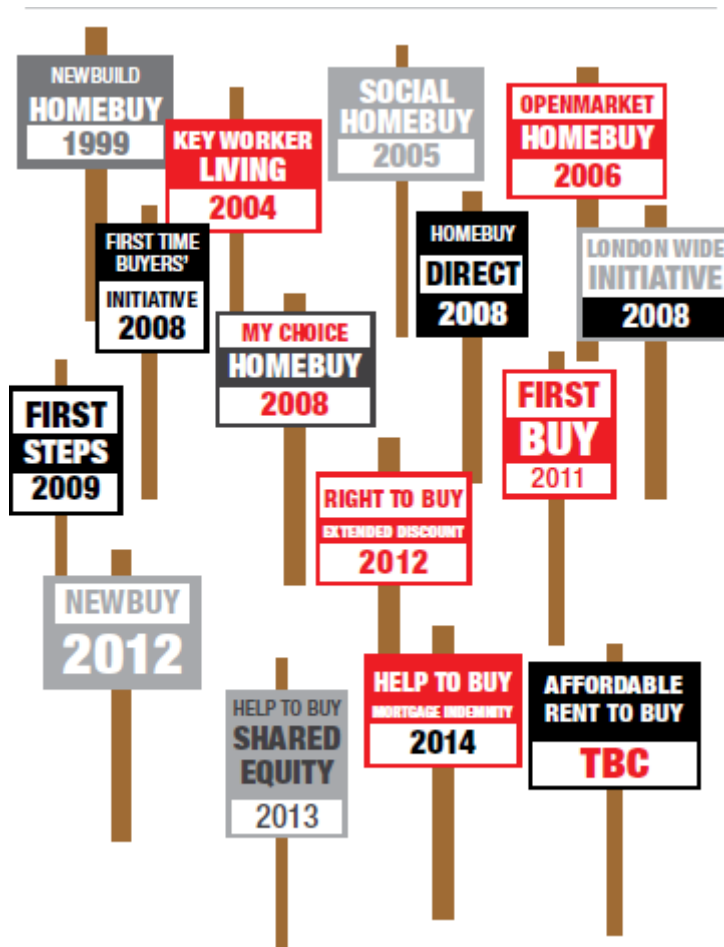 NEWBUILD
HOMEBUY
1999
KEY WORKER
LIVING
2004
SOCIAL
HOMEBUY
2005
OPENMARKET
HOMEBUY
2006
FIRST TIME
BUYERS'
INITIATIVE
2008
MY CHOICE
HOMEBUY
2008
HOMEBUY
DIRECT
2008
LONDON WIDE
INITIATIVE
2008
FIRST
STEPS
2009
FIRST
BUY
2011
RIGHT TO BUY
EXTENDED DISCOUNT
2012
NEWBUY
2012
HELP TO BUY
SHARED
EQUITY
2013
HELP TO BUY
MORTGAGE INDEMNITY
2014
AFFORDABLE
RENT TO BUY
TBC